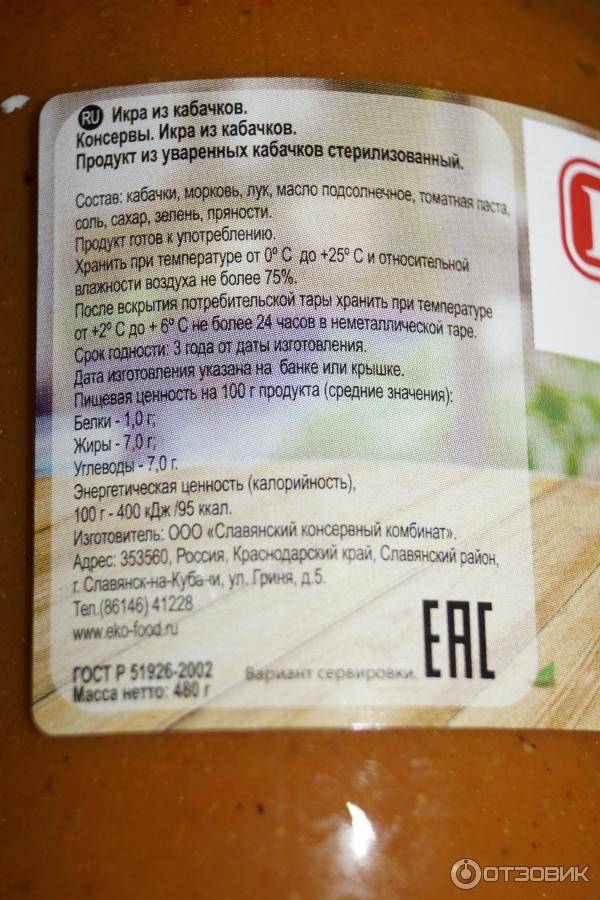 RU Икра из кабачков.
Консервы. Икра из кабачков.
Продукт из уваренных кабачков стерилизованный.
Состав: кабачки, морковь, лук, масло подсолнечное, томатная паста,
соль, сахар, зелень, пряности.
Продукт готов к употреблению.
Хранить при температуре от 0º С до +25º С и относительной
влажности воздуха не более 75%.
После вскрытия потребительской тары хранить при температуре
от +2º С до + 6º С не более 24 часов в неметаллической таре.
Срок годности: 3 года от даты изготовления.
Дата изготовления указана на банке или крышке.
Пищевая ценность на 100 г продукта (средние значения):
Белки - 1,0 г;
Жиры - 7,0 г;
Углеводы - 7,0 г.
Энергетическая ценность (калорийность),
100 г - 400 кДж /95 ккал.
Изготовитель: ООО «Славянский консервный комбинат».
Адрес: 353560, Россия, Краснодарский край, Славянский район,
г. Славянск-на-Кубани, ул. Гриня, д.5.
Тел.(86146) 41228
www.eko-food.ru
ЕАС
ГОСТ Р 51926-2002 Вариант сервировки.
Масса нетто: 480 г
ОТЗОВИК